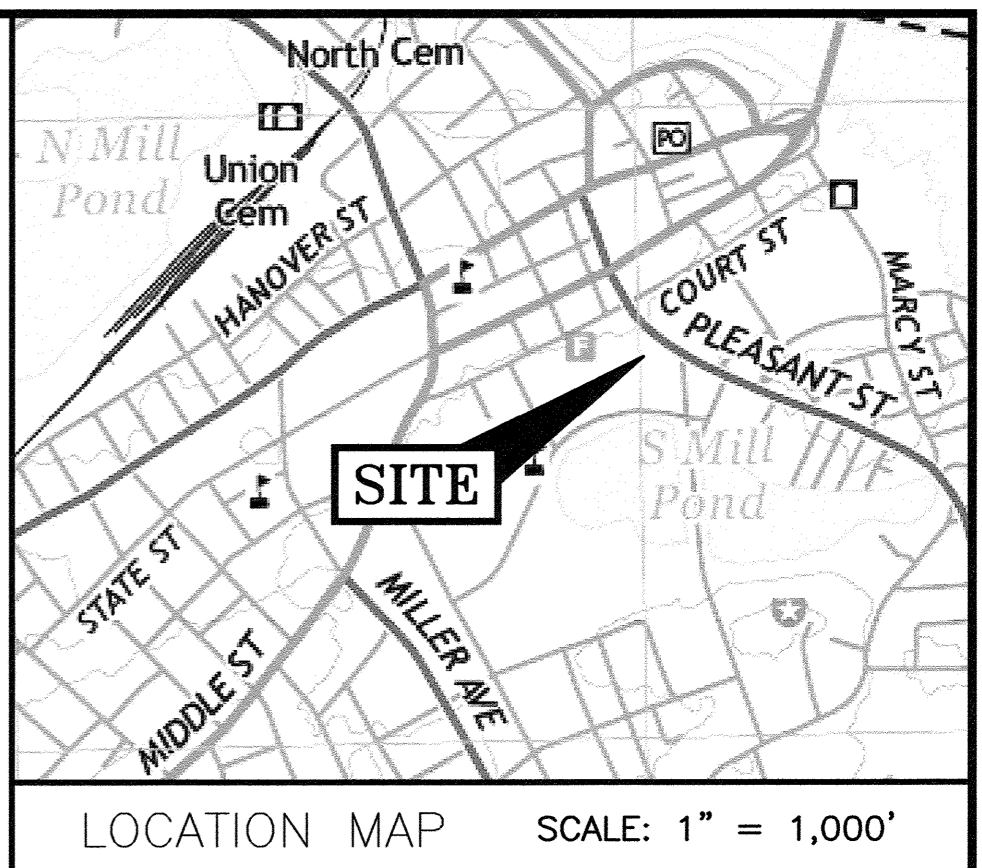 North Cem
PO
N Mill
Pond
Union
Cem
HANOVER ST
COURT ST
MARCY ST
PLEASANT ST
F
S Mill
Pond
SITE
STATE ST
MILLER AVE
MIDDLE ST
LOCATION MAP SCALE: 1" = 1,000'